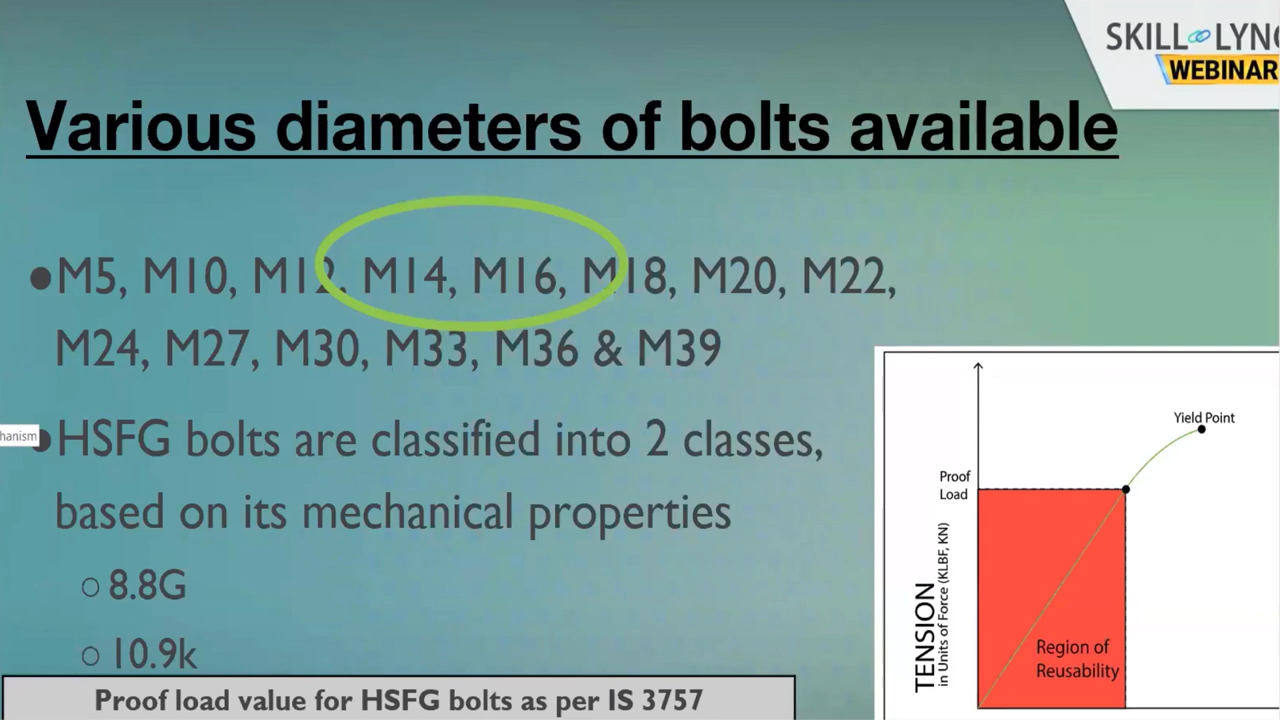 SKILL LYNC
WEBINAR
Various diameters of bolts available
●M5, M10, M12, M14, M16, M18, M20, M22,
M24, M27, M30, M33, M36 & M39
hanism
●HSFG bolts are classified into 2 classes,
based on its mechanical properties
○ 8.8G
○ 10.9k
Proof load value for HSFG bolts as per IS 3757
Yield Point
Proof
Load
TENSION
in Units of Force (KLBF, KN)
Region of
Reusability